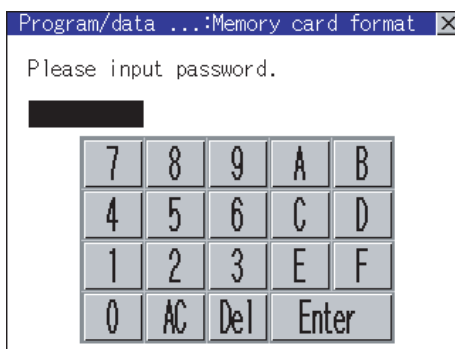 Program/data ...:Memory card format ×
Please input password.
7 8 9 A B
4 5 6 C D
1 2 3 E F
0 AC Del Enter